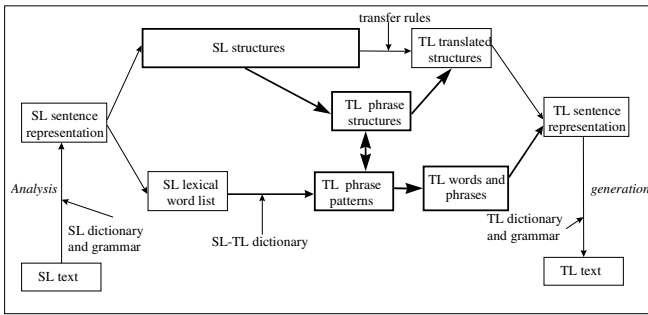 transfer rules
SL structures
TL translated
structures
TL  phrase
structures
SL sentence
representation
TL sentence
representation
Analysis
SL lexical
word list
TL  phrase
patterns
TL words and
phrases
generation
SL dictionary
and grammar
SL-TL dictionary
TL dictionary
and grammar
SL text
TL text